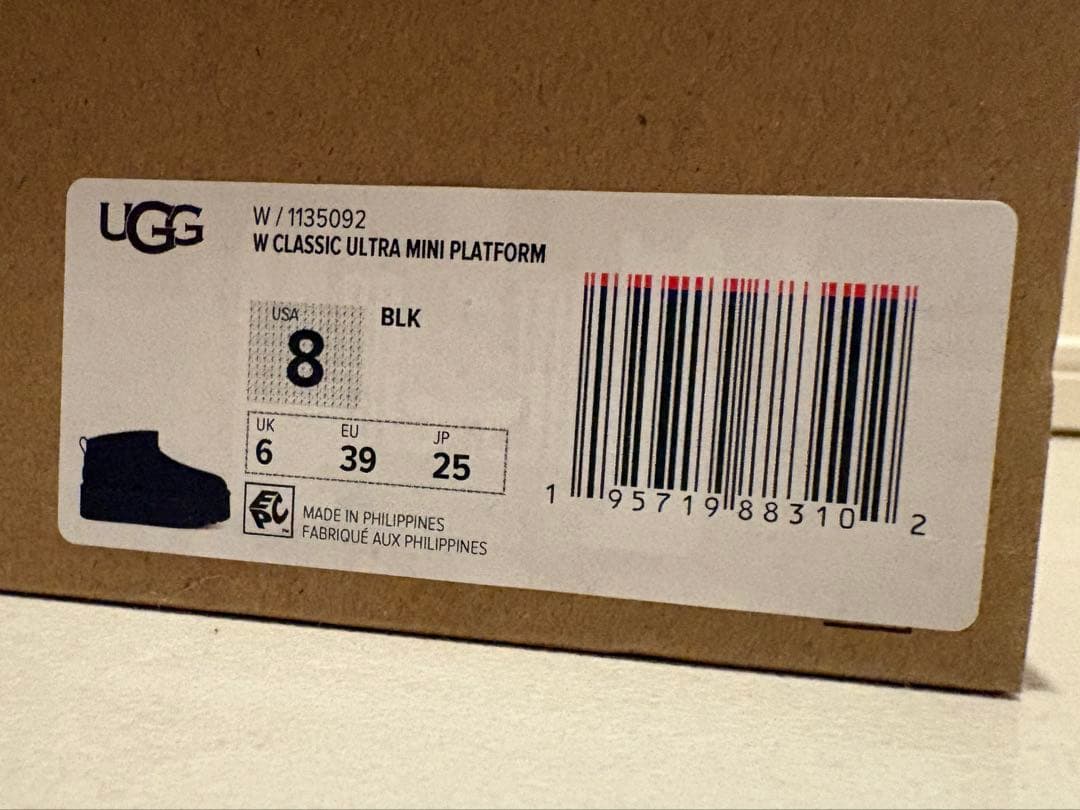 UGG
W / 1135092
W CLASSIC ULTRA MINI PLATFORM
USA
8
BLK
UK EU JP
6 39 25
EPC
MADE IN PHILIPPINES
FABRIQUÉ AUX PHILIPPINES
1 95719 88310 2